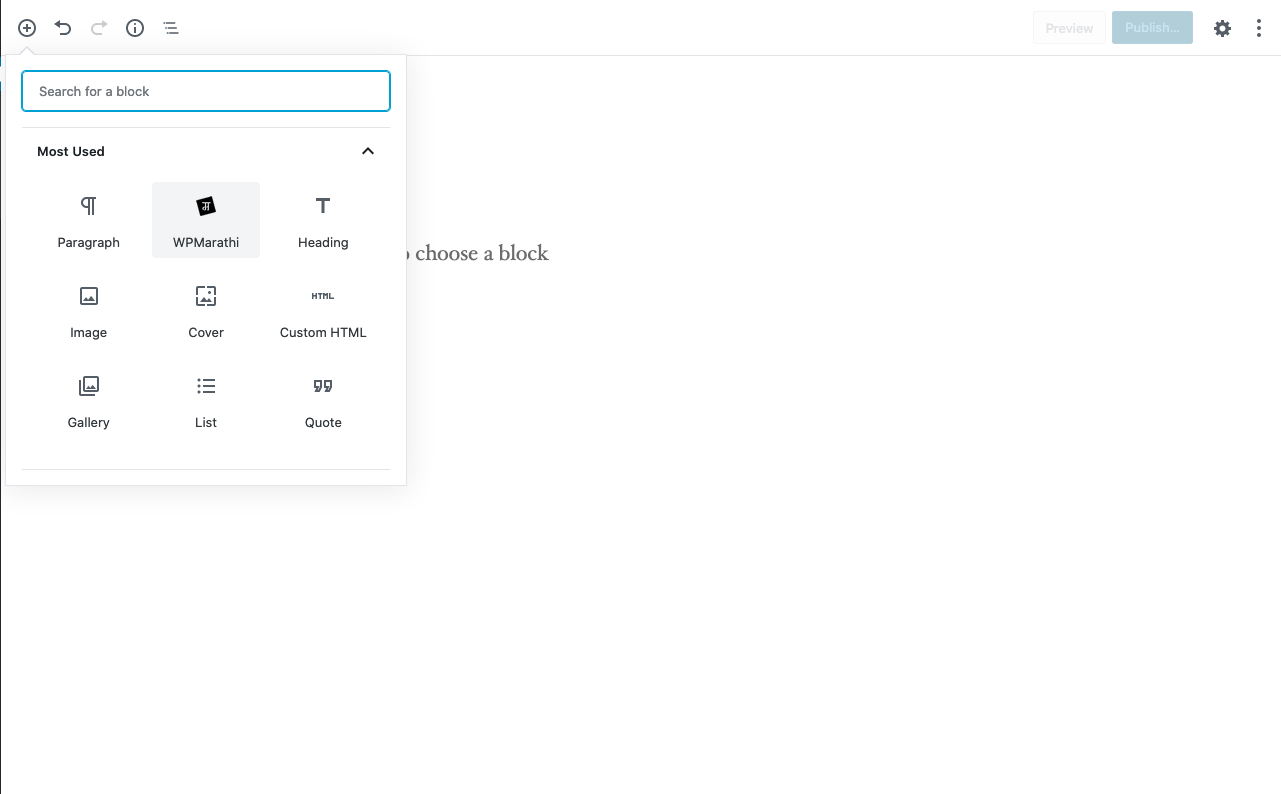 Preview
Publish...
Search for a block
Most Used
Paragraph
म
WPMarathi
Heading
Image
Cover
HTML
Custom HTML
Gallery
List
Quote
choose a block